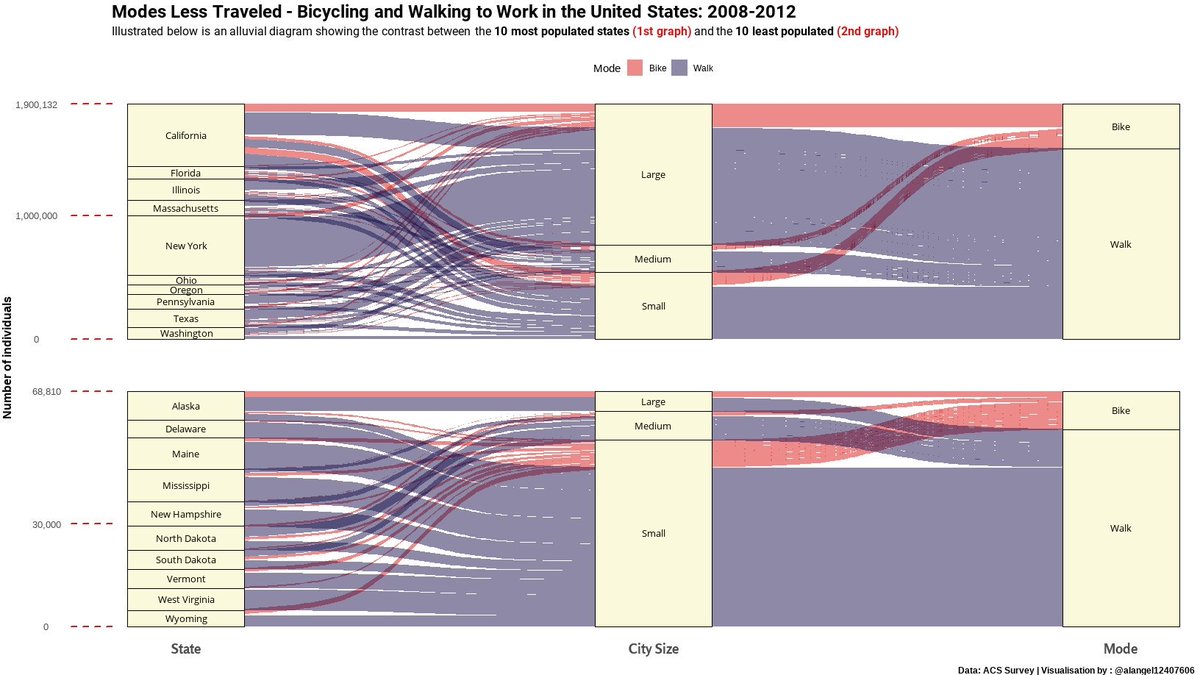 Modes Less Traveled - Bicycling and Walking to Work in the United States: 2008-2012
Illustrated below is an alluvial diagram showing the contrast between the 10 most populated states (1st graph) and the 10 least populated (2nd graph)
Mode Bike Walk
Number of individuals
1,900,132
1,000,000
0
California
Florida
Illinois
Massachusetts
New York
Ohio
Oregon
Pennsylvania
Texas
Washington
Large
Medium
Small
Bike
Walk
68,810
30,000
0
Alaska
Delaware
Maine
Mississippi
New Hampshire
North Dakota
South Dakota
Vermont
West Virginia
Wyoming
Large
Medium
Small
Bike
Walk
State
City Size
Mode
Data: ACS Survey | Visualisation by : @alangel12407606